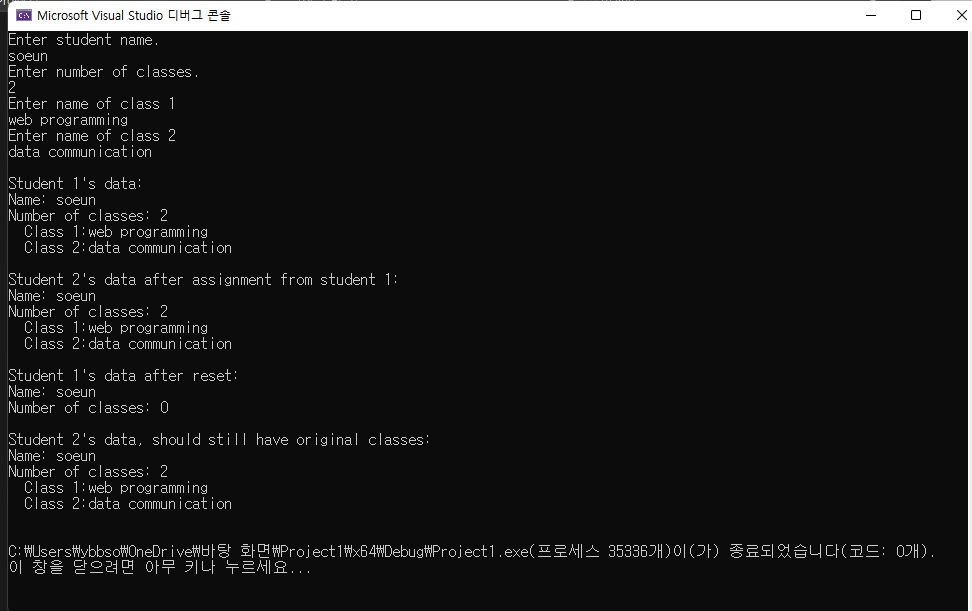 Microsoft Visual Studio 디버그 콘솔
Enter student name.
soeun
Enter number of classes.
2
Enter name of class 1
web programming
Enter name of class 2
data communication
Student 1's data:
Name: soeun
Number of classes: 2
Class 1:web programming
Class 2:data communication
Student 2's data after assignment from student 1:
Name: soeun
Number of classes: 2
Class 1:web programming
Class 2:data communication
Student 1's data after reset:
Name: soeun
Number of classes: 0
Student 2's data, should still have original classes:
Name: soeun
Number of classes: 2
Class 1:web programming
Class 2:data communication
C:₩Users₩ybbso₩OneDrive₩바탕 화면₩Project1₩x64₩Debug₩Project1.exe(프로세스 35336개)이(가) 종료되었습니다(코드: 0개).
이 창을 닫으려면 아무 키나 누르세요...